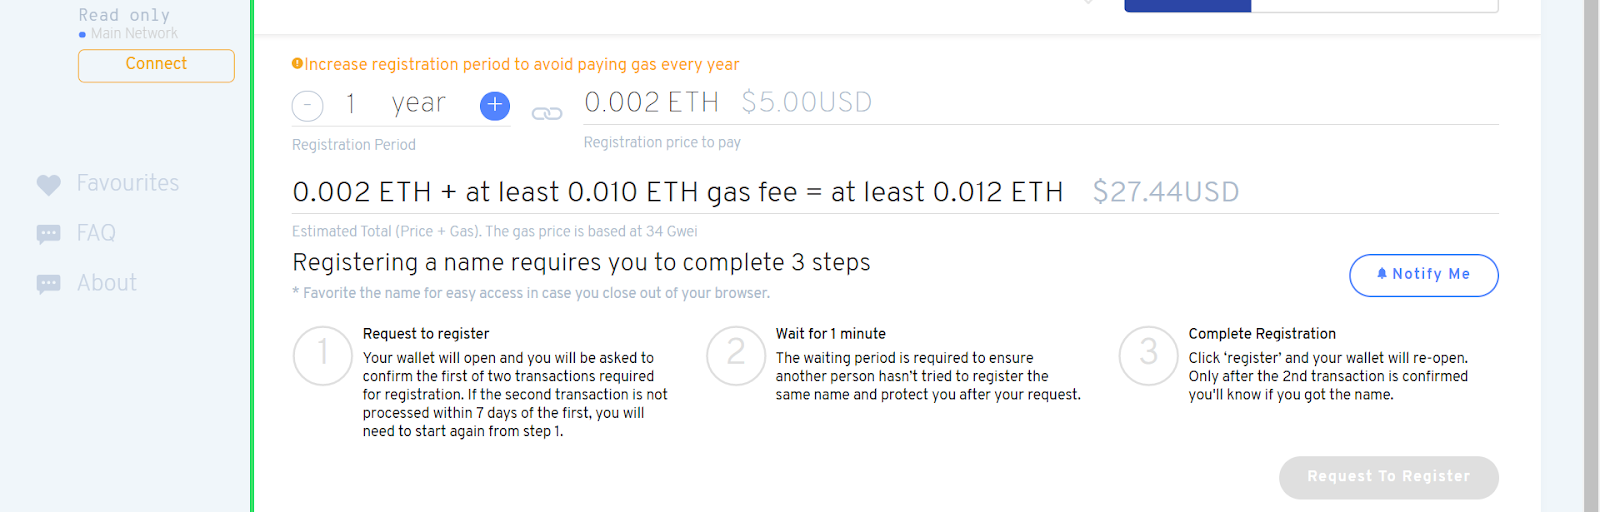 Read only
Main Network
Connect
Favourites
FAQ
About
Increase registration period to avoid paying gas every year
- 1 year +
Registration Period
0.002 ETH $5.00USD
Registration price to pay
0.002 ETH + at least 0.010 ETH gas fee = at least 0.012 ETH $27.44USD
Estimated Total (Price + Gas). The gas price is based at 34 Gwei
Registering a name requires you to complete 3 steps
* Favorite the name for easy access in case you close out of your browser.
Notify Me
1
Request to register
Your wallet will open and you will be asked to
confirm the first of two transactions required
for registration. If the second transaction is not
processed within 7 days of the first, you will
need to start again from step 1.
2
Wait for 1 minute
The waiting period is required to ensure
another person hasn't tried to register the
same name and protect you after your request.
3
Complete Registration
Click ‘register’ and your wallet will re-open.
Only after the 2nd transaction is confirmed
you'll know if you got the name.
Request To Register